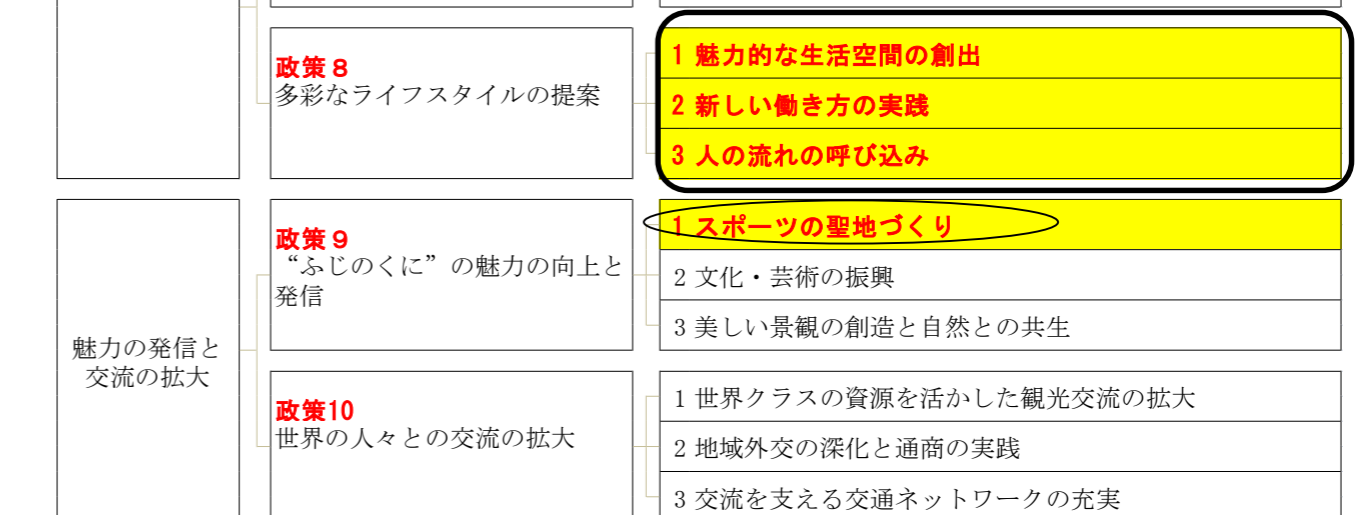 政策８
多彩なライフスタイルの提案
1 魅力的な生活空間の創出
2 新しい働き方の実践
3 人の流れの呼び込み
魅力の発信と
交流の拡大
政策９
“ふじのくに”の魅力の向上と
発信
1 スポーツの聖地づくり
2 文化・芸術の振興
3 美しい景観の創造と自然との共生
政策10
世界の人々との交流の拡大
1 世界クラスの資源を活かした観光交流の拡大
2 地域外交の深化と通商の実践
3 交流を支える交通ネットワークの充実